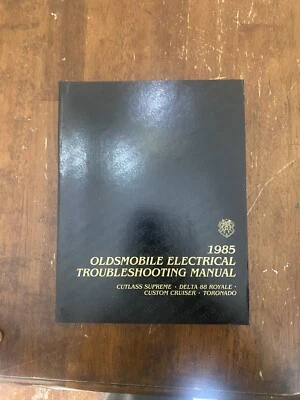 1985
OLDSMOBILE ELECTRICAL
TROUBLESHOOTING MANUAL
CUTLASS SUPREME • DELTA 88 ROYALE •
CUSTOM CRUISER • TORONADO